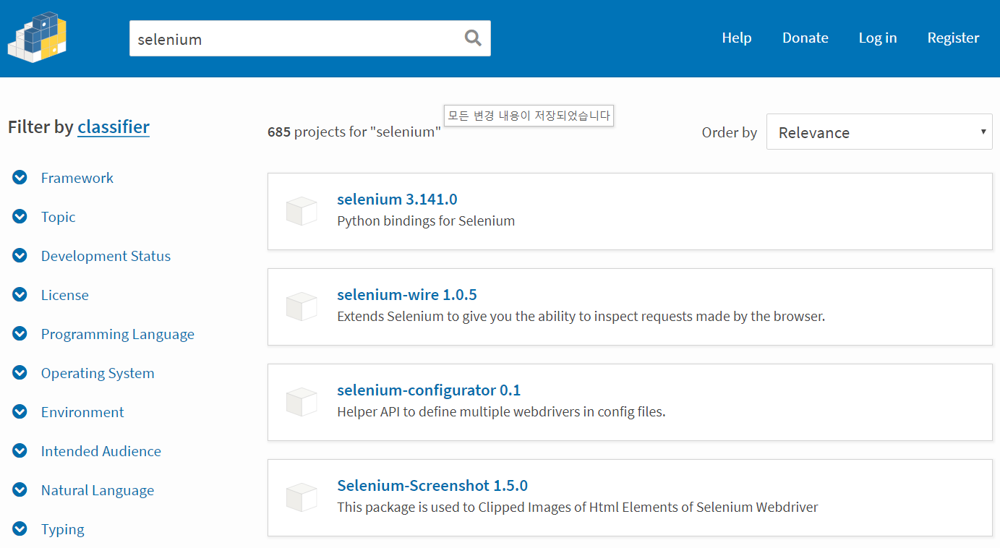 selenium
Help Donate Log in Register
Filter by classifier
Framework
Topic
Development Status
License
Programming Language
Operating System
Environment
Intended Audience
Natural Language
Typing
모든 변경 내용이 저장되었습니다
685 projects for "selenium"
Order by Relevance
selenium 3.141.0
Python bindings for Selenium
selenium-wire 1.0.5
Extends Selenium to give you the ability to inspect requests made by the browser.
selenium-configurator 0.1
Helper API to define multiple webdrivers in config files.
Selenium-Screenshot 1.5.0
This package is used to Clipped Images of Html Elements of Selenium Webdriver